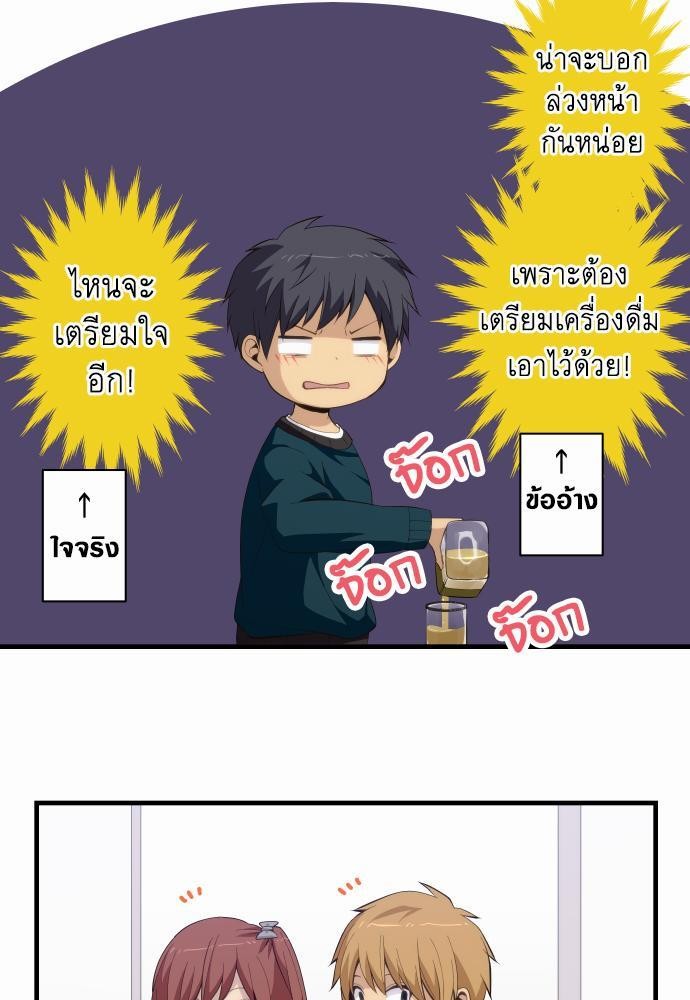 น่าจะบอก
ล่วงหน้า
กันหน่อย
เพราะต้อง
เตรียมเครื่องดื่ม
เอาไว้ด้วย!
↑
ข้ออ้าง
ไหนจะ
เตรียมใจ
อีก!
↑
ใจจริง
จ๊อก
จ๊อก
จ๊อก